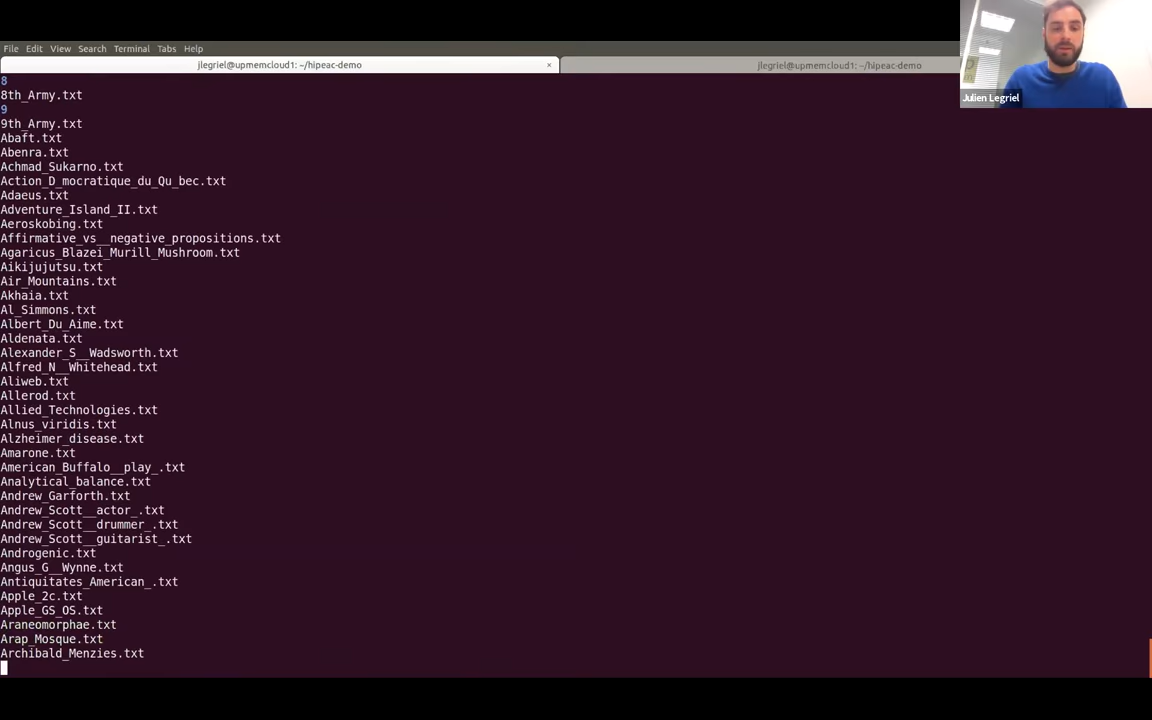 File Edit View Search Terminal Tabs Help
jlegriel@upmemcloud1: ~/hipeac-demo × jlegriel@upmemcloud1: ~/hipeac-demo
Julien Legriel
8
8th_Army.txt
9
9th_Army.txt
Abaft.txt
Abenra.txt
Achmad_Sukarno.txt
Action_D_mocratique_du_Qu_bec.txt
Adaeus.txt
Adventure_Island_II.txt
Aeroskobing.txt
Affirmative_vs__negative_propositions.txt
Agaricus_Blazei_Murill_Mushroom.txt
Aikijujutsu.txt
Air_Mountains.txt
Akhaia.txt
Al_Simmons.txt
Albert_Du_Aime.txt
Aldenata.txt
Alexander_S__Wadsworth.txt
Alfred_N__Whitehead.txt
Aliweb.txt
Allerod.txt
Allied_Technologies.txt
Alnus_viridis.txt
Alzheimer_disease.txt
Amarone.txt
American_Buffalo__play_.txt
Analytical_balance.txt
Andrew_Garforth.txt
Andrew_Scott__actor_.txt
Andrew_Scott__drummer_.txt
Andrew_Scott__guitarist_.txt
Androgenic.txt
Angus_G__Wynne.txt
Antiquitates_American_.txt
Apple_2c.txt
Apple_GS_OS.txt
Araneomorphae.txt
Arap_Mosque.txt
Archibald_Menzies.txt